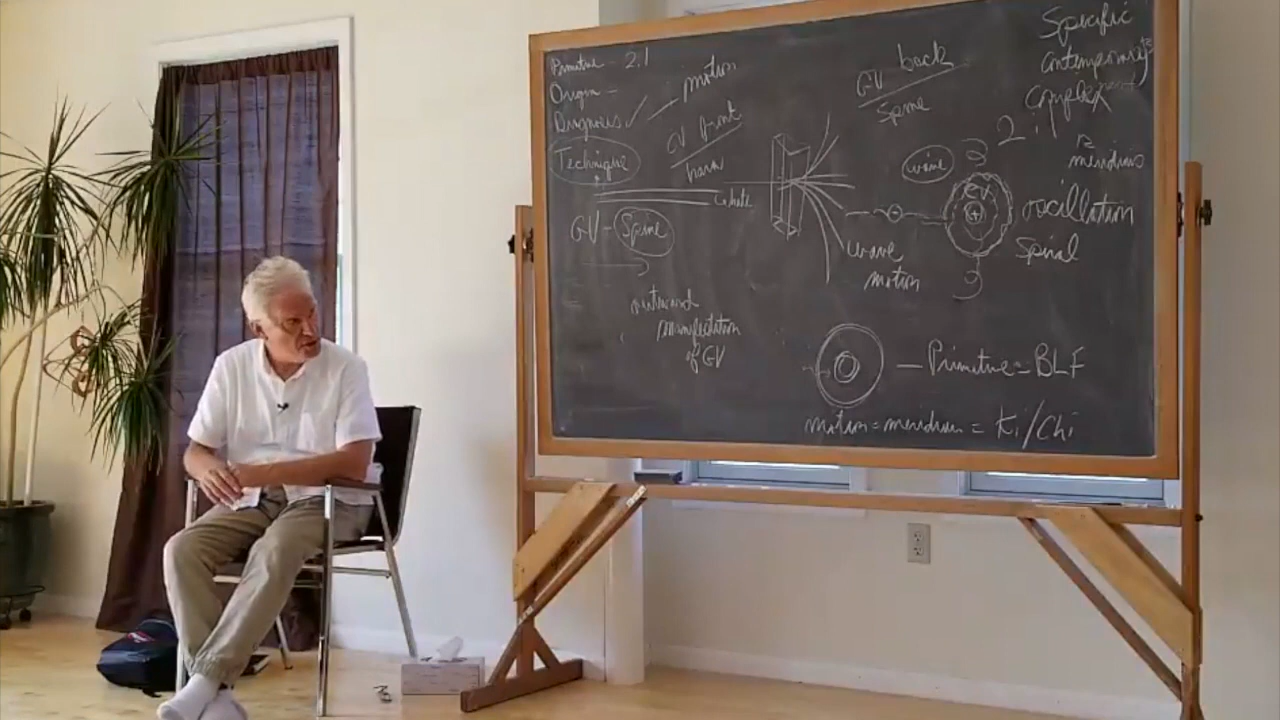 Primitive - 2.1
Origin -
Diagnosis ✓
Technique
motion
CV front
GV - Spine
outward
manifestation
of GV
GV back
Spine
Specific
Contemporary
Complex
2
meridians
wave
CV
+
oscillation
Spiral
wave
motion
— Primitive = BLF
motion = meridian = Ki/Chi